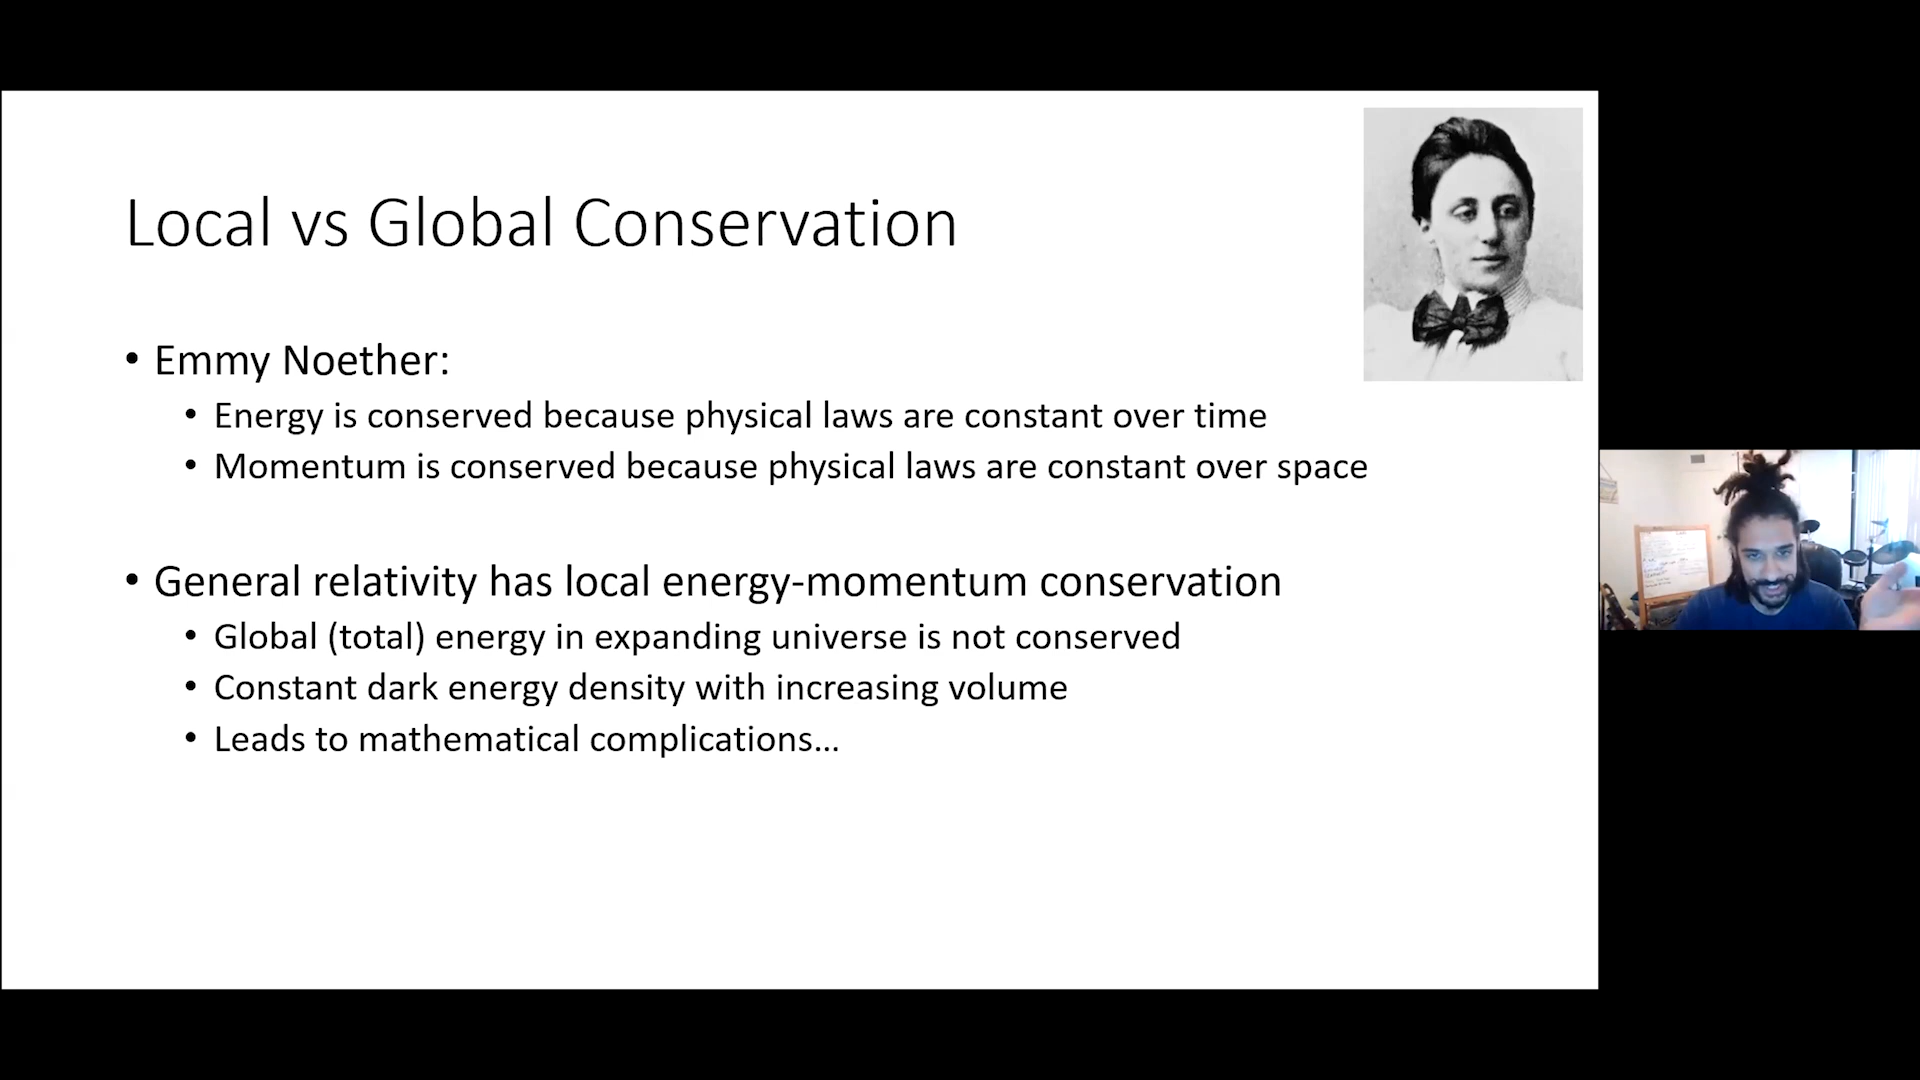 Local vs Global Conservation
• Emmy Noether:
• Energy is conserved because physical laws are constant over time
• Momentum is conserved because physical laws are constant over space
• General relativity has local energy-momentum conservation
• Global (total) energy in expanding universe is not conserved
• Constant dark energy density with increasing volume
• Leads to mathematical complications...